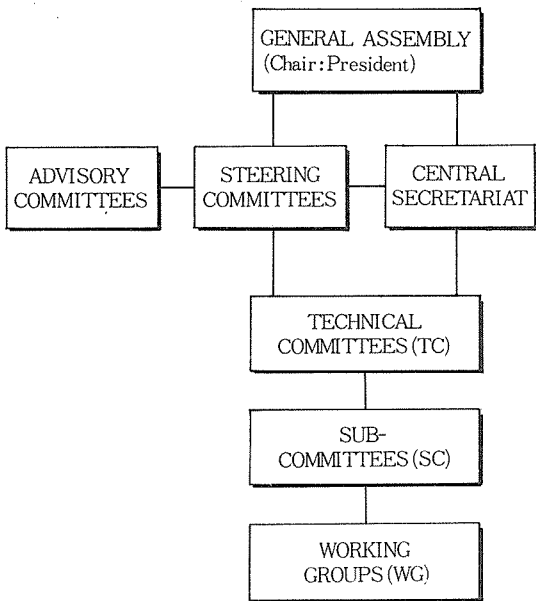 GENERAL ASSEMBLY
(Chair:President)
ADVISORY
COMMITTEES
STEERING
COMMITTEES
CENTRAL
SECRETARIAT
TECHNICAL
COMMITTEES(TC)
SUB-
COMMITTEES(SC)
WORKING
GROUPS(WG)